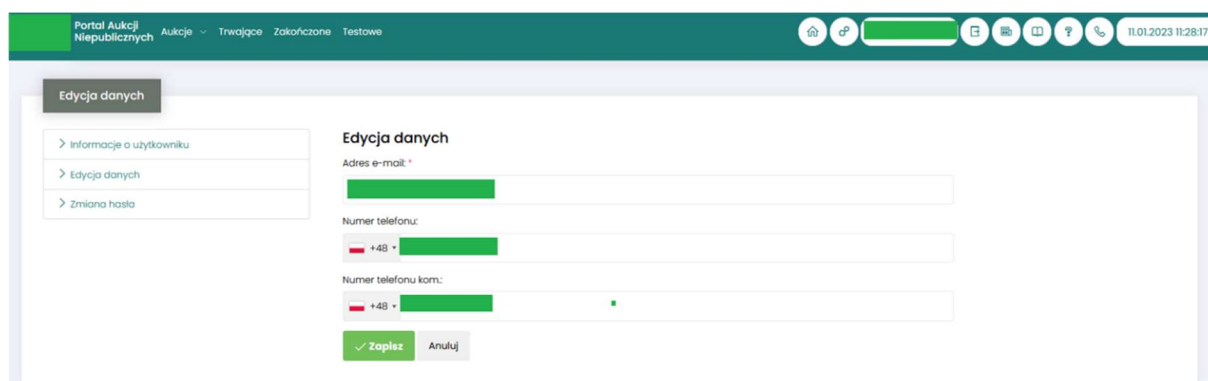 Portal Aukcji
Niepublicznych
Aukcje Trwające Zakończone Testowe
? 11.01.2023 11:28:17
Edycja danych
Informacje o użytkowniku
Edycja danych
Zmiana hasła
Edycja danych
Adres e-mail: *
Numer telefonu:
+48
Numer telefonu kom.:
+48
Zapisz Anuluj